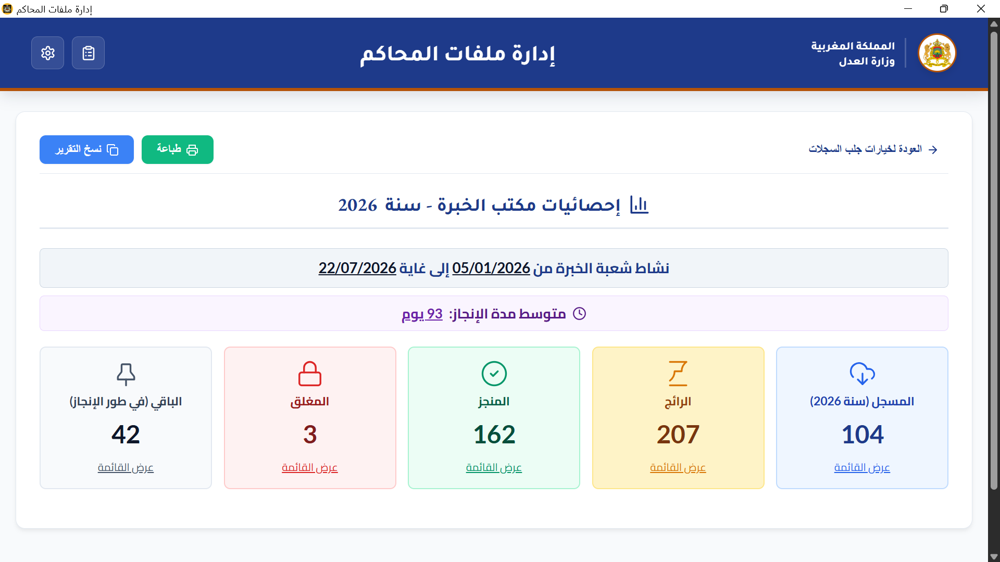 إدارة ملفات المحاكم
المملكة المغربية
وزارة العدل
إدارة ملفات المحاكم
العودة لخيارات جلب السجلات
طباعة
نسخ التقرير
إحصائيات مكتب الخبرة - سنة 2026
نشاط شعبة الخبرة من 05/01/2026 إلى غاية 22/07/2026
متوسط مدة الإنجاز: 93 يوم
المسجل (سنة 2026)
104
عرض القائمة
الرائج
207
عرض القائمة
المنجز
162
عرض القائمة
المغلق
3
عرض القائمة
الباقي (في طور الإنجاز)
42
عرض القائمة